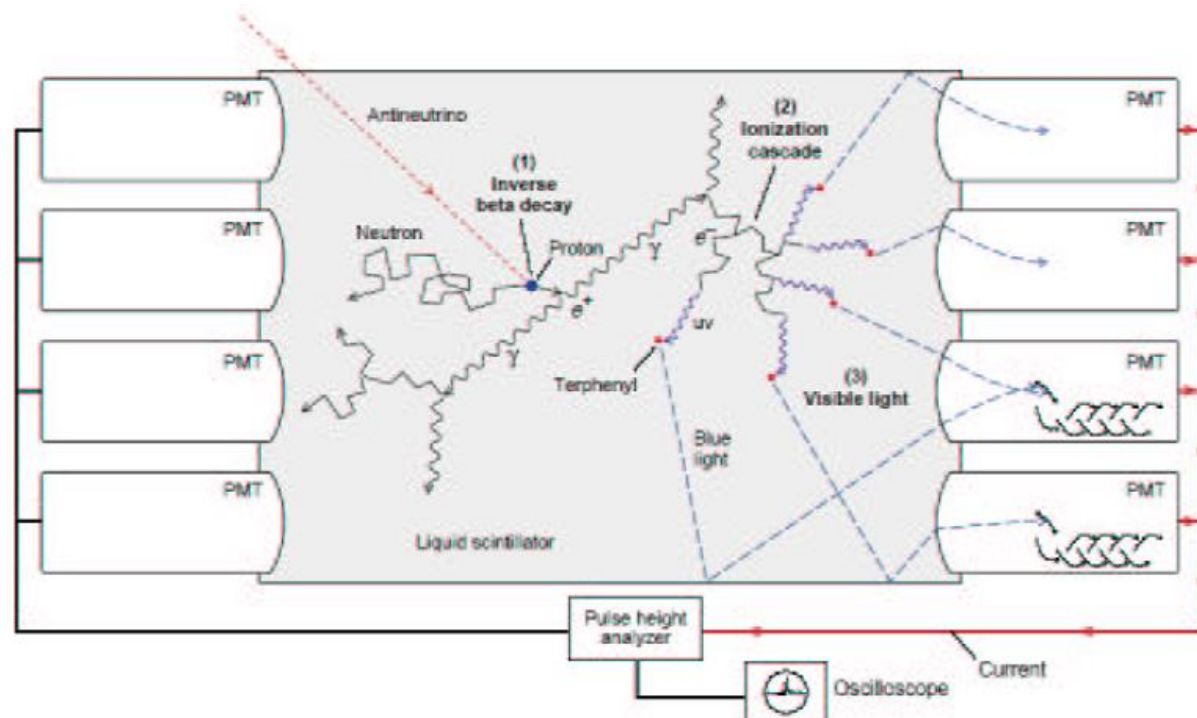 PMT
PMT
PMT
PMT
Antineutrino
(1)
Inverse
beta decay
Neutron
Proton
γ
e+
γ
(2)
Ionization
cascade
e-
uv
Terphenyl
(3)
Visible light
Blue
light
Liquid scintillator
PMT
PMT
PMT
PMT
Pulse height
analyzer
Current
Oscilloscope